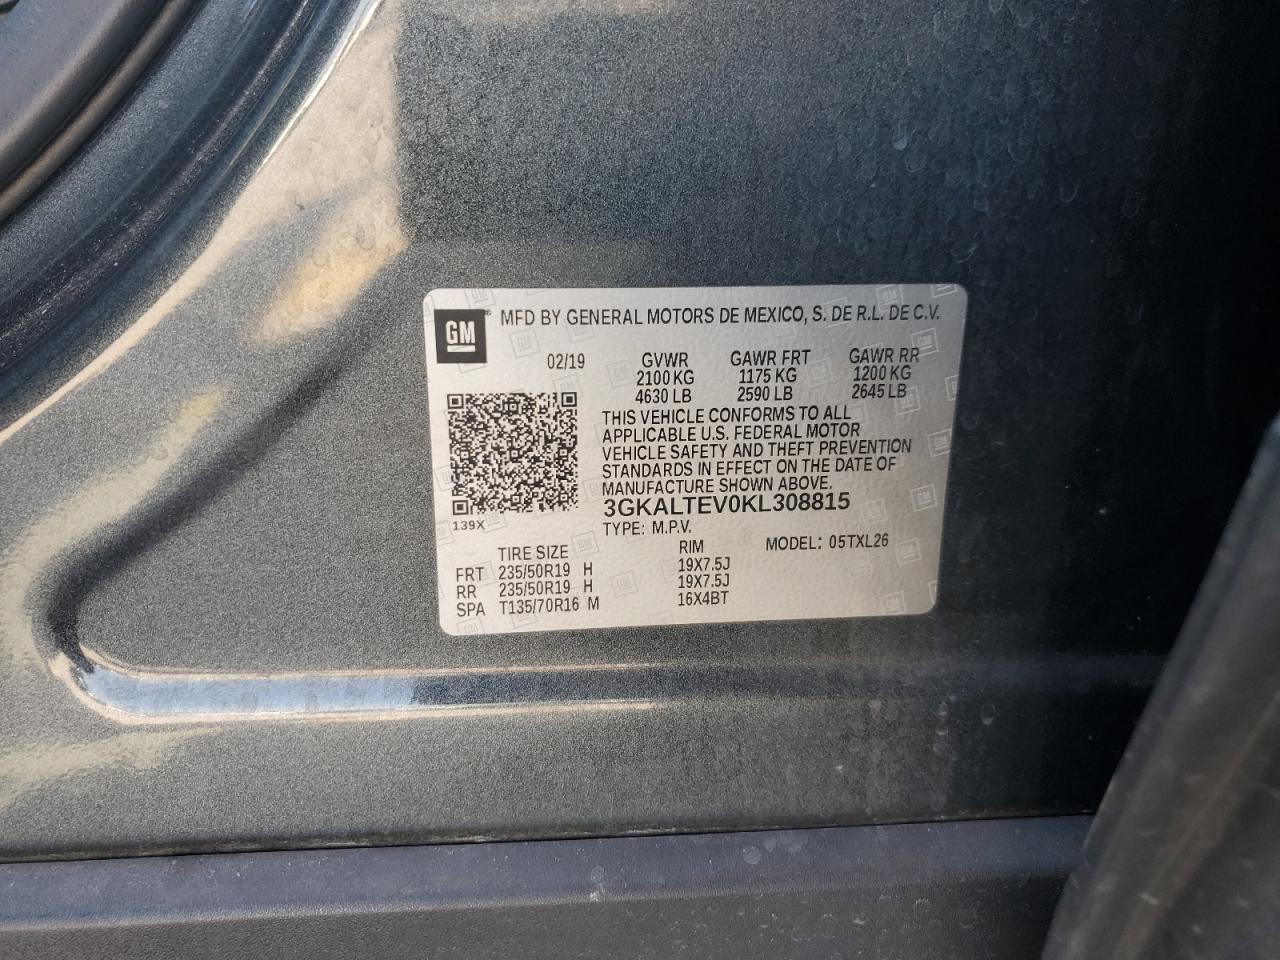 GM
MFD BY GENERAL MOTORS DE MEXICO, S. DE R.L. DE C.V.
02/19 GVWR GAWR FRT GAWR RR
2100 KG 1175 KG 1200 KG
4630 LB 2590 LB 2645 LB
THIS VEHICLE CONFORMS TO ALL
APPLICABLE U.S. FEDERAL MOTOR
VEHICLE SAFETY AND THEFT PREVENTION
STANDARDS IN EFFECT ON THE DATE OF
MANUFACTURE SHOWN ABOVE.
3GKALTEV0KL308815
139X
TYPE: M.P.V.
TIRE SIZE RIM MODEL: 05TXL26
FRT 235/50R19 H 19X7.5J
RR 235/50R19 H 19X7.5J
SPA T135/70R16 M 16X4BT